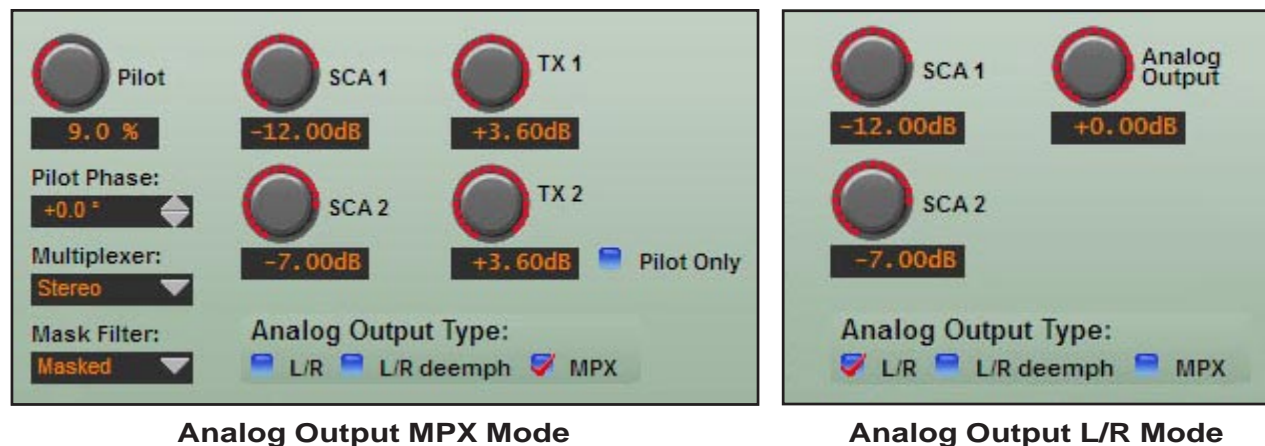 Pilot
9.0 %
SCA 1
-12.00dB
TX 1
+3.60dB
Pilot Phase:
+0.0 °
SCA 2
-7.00dB
TX 2
+3.60dB
Pilot Only
Multiplexer:
Stereo
Mask Filter:
Masked
Analog Output Type:
L/R L/R deemph MPX
Analog Output MPX Mode
SCA 1
-12.00dB
Analog
Output
+0.00dB
SCA 2
-7.00dB
Analog Output Type:
L/R L/R deemph MPX
Analog Output L/R Mode